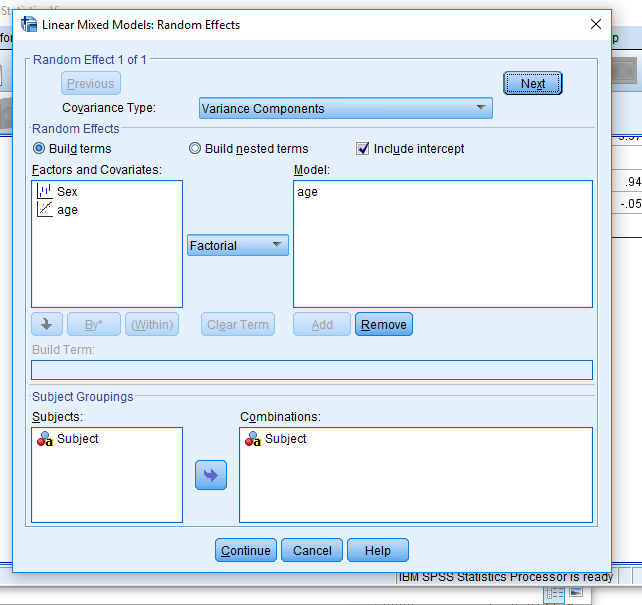 Linear Mixed Models: Random Effects
Random Effect 1 of 1
Previous
Next
Covariance Type:
Variance Components
Random Effects
Build terms
Build nested terms
Include intercept
Factors and Covariates:
Model:
Sex
age
age
Factorial
By*
(Within)
Clear Term
Add
Remove
Build Term:
Subject Groupings
Subjects:
Combinations:
Subject
Subject
Continue
Cancel
Help
.94
-.05
IBM SPSS Statistics Processor is ready